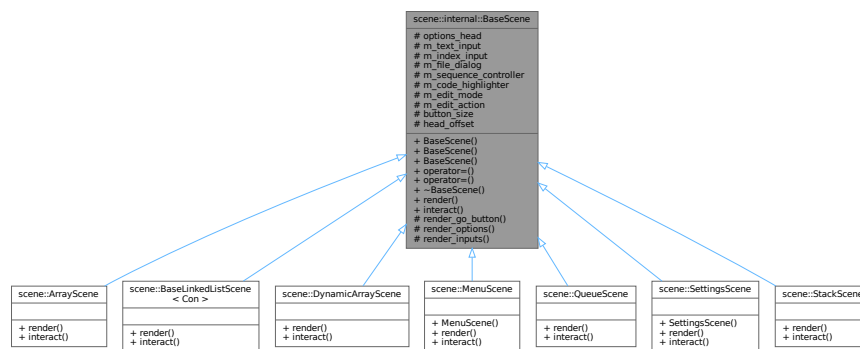 scene::internal::BaseScene
# options_head
# m_text_input
# m_index_input
# m_file_dialog
# m_sequence_controller
# m_code_highlighter
# m_edit_mode
# m_edit_action
# button_size
# head_offset
+ BaseScene()
+ BaseScene()
+ BaseScene()
+ operator=()
+ operator=()
+ ~BaseScene()
+ render()
+ interact()
# render_go_button()
# render_options()
# render_inputs()
scene::ArrayScene
+ render()
+ interact()
scene::BaseLinkedListScene
< Con >
+ render()
+ interact()
scene::DynamicArrayScene
+ render()
+ interact()
scene::MenuScene
+ MenuScene()
+ render()
+ interact()
scene::QueueScene
+ render()
+ interact()
scene::SettingsScene
+ SettingsScene()
+ render()
+ interact()
scene::StackScene
+ render()
+ interact()